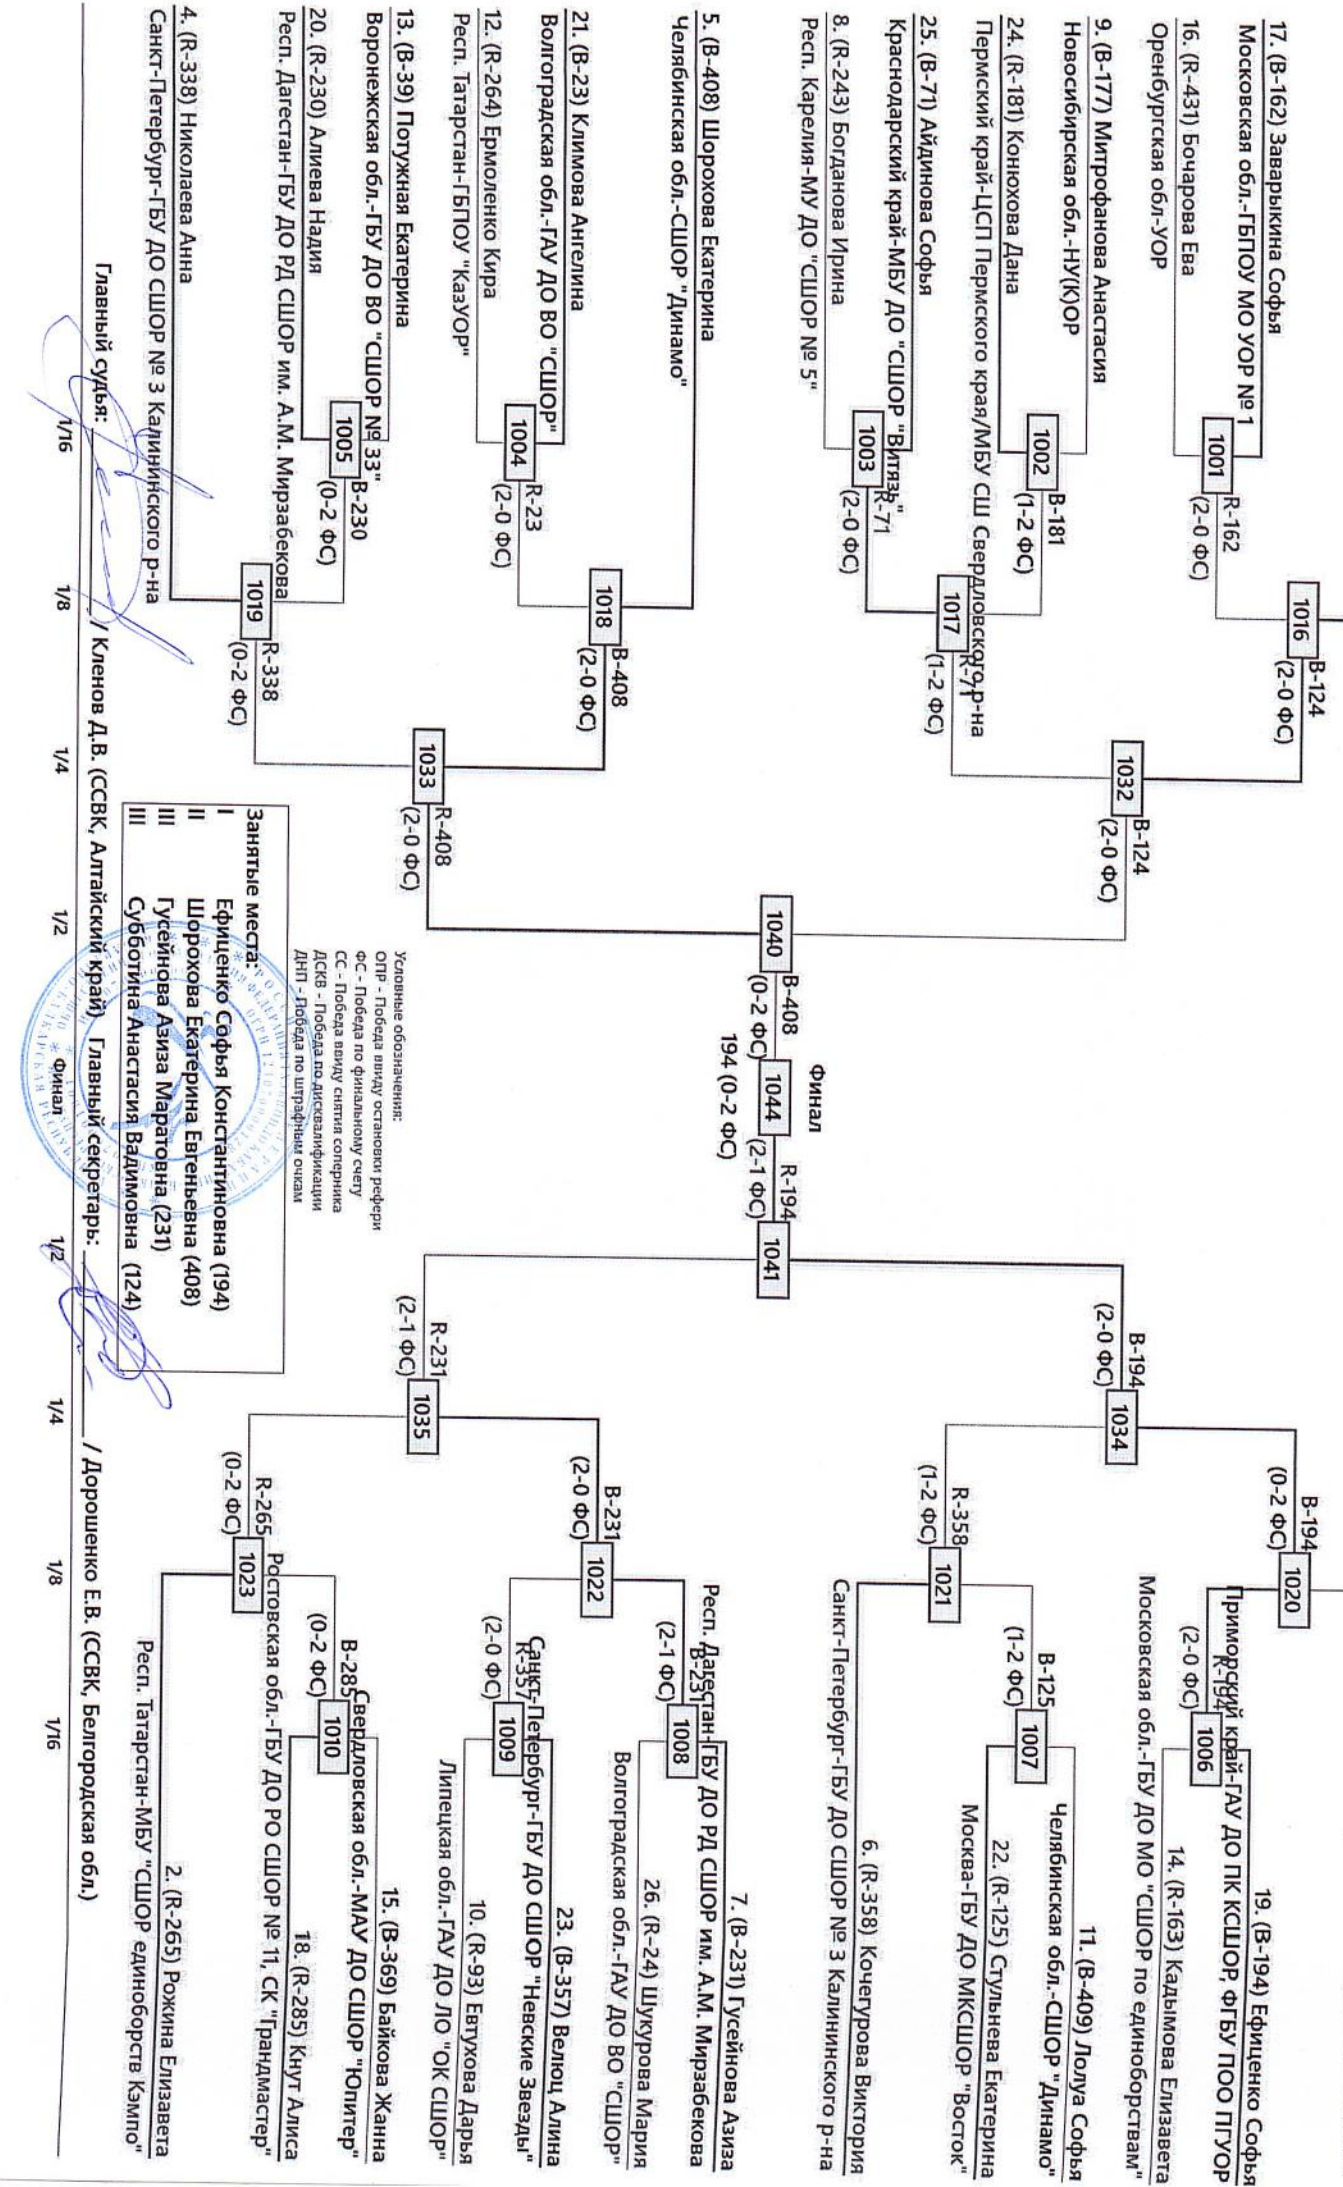 17. (B-162) Заварыкина Софья
Московская обл.-ГБПОУ МО УОР № 1
16. (R-431) Бочарова Ева
Оренбургская обл-УОР
1001
R-162
(2-0 ФС)
1016
B-124
(2-0 ФС)
9. (B-177) Митрофанова Анастасия
Новосибирская обл.-НУ(К)ОР
24. (R-181) Конюхова Дана
Пермский край-ЦСП Пермского края/МБУ СШ Свердловского р-на
1002
B-181
(1-2 ФС)
25. (B-71) Айдинова Софья
Краснодарский край-МБУ ДО "СШОР "Витязь"
8. (R-243) Богданова Ирина
Респ. Карелия-МУ ДО "СШОР № 5"
1003
R-71
(2-0 ФС)
1017
R-71
(1-2 ФС)
1032
B-124
(2-0 ФС)
5. (B-408) Шорохова Екатерина
Челябинская обл.-СШОР "Динамо"
21. (B-23) Климова Ангелина
Волгоградская обл.-ГАУ ДО ВО "СШОР"
12. (R-264) Ермоленко Кира
Респ. Татарстан-ГБПОУ "КазУОР"
1004
R-23
(2-0 ФС)
1018
B-408
(2-0 ФС)
13. (B-39) Потужная Екатерина
Воронежская обл.-ГБУ ДО ВО "СШОР № 33"
20. (R-230) Алиева Надия
Респ. Дагестан-ГБУ ДО РД СШОР им. А.М. Мирзабекова
1005
B-230
(0-2 ФС)
4. (R-338) Николаева Анна
Санкт-Петербург-ГБУ ДО СШОР № 3 Калининского р-на
1019
R-338
(0-2 ФС)
1033
R-408
(2-0 ФС)
1040
B-408
(0-2 ФС)
Финал
1044
194 (0-2 ФС)
R-194
(2-1 ФС)
1041
19. (B-194) Ефиценко Софья
Приморский край-ГАУ ДО ПК КСШОР, ФГБУ ПОО ПГУОР
14. (R-163) Кадымова Елизавета
Московская обл.-ГБУ ДО МО "СШОР по единоборствам"
1006
R-194
(2-0 ФС)
1020
B-194
(0-2 ФС)
1034
B-194
(2-0 ФС)
11. (B-409) Лолуа Софья
Челябинская обл.-СШОР "Динамо"
22. (R-125) Стульнева Екатерина
Москва-ГБУ ДО МКСШОР "Восток"
1007
B-125
(1-2 ФС)
6. (R-358) Кочегурова Виктория
Санкт-Петербург-ГБУ ДО СШОР № 3 Калининского р-на
1021
R-358
(1-2 ФС)
7. (B-231) Гусейнова Азиза
Респ. Дагестан-ГБУ ДО РД СШОР им. А.М. Мирзабекова
26. (R-24) Шукурова Мария
Волгоградская обл.-ГАУ ДО ВО "СШОР"
1008
B-231
(2-1 ФС)
23. (B-357) Велюц Алина
Санкт-Петербург-ГБУ ДО СШОР "Невские Звезды"
10. (R-93) Евтухова Дарья
Липецкая обл.-ГАУ ДО ЛО "ОК СШОР"
1009
R-357
(2-0 ФС)
1022
B-231
(2-0 ФС)
15. (B-369) Байкова Жанна
Свердловская обл.-МАУ ДО СШОР "Юпитер"
18. (R-285) Кнут Алиса
Ростовская обл.-ГБУ ДО РО СШОР № 11, СК "Грандмастер"
1010
B-285
(0-2 ФС)
2. (R-265) Рожина Елизавета
Респ. Татарстан-МБУ "СШОР единоборств Кэмпо"
1023
R-265
(0-2 ФС)
1035
R-231
(2-1 ФС)
Условные обозначения:
ОПР - Победа ввиду остановки рефери
ФС - Победа по финальному счету
СС - Победа ввиду снятия соперника
ДСКВ - Победа по дисквалификации
ДНП - Победа по штрафным очкам
Занятые места:
I Ефиценко Софья Константиновна (194)
II Шорохова Екатерина Евгеньевна (408)
III Гусейнова Азиза Маратовна (231)
III Субботина Анастасия Вадимовна (124)
Главный судья: / Кленов Д.В. (ССВК, Алтайский край) Главный секретарь: / Дорошенко Е.В. (ССВК, Белгородская обл.)
1/16 1/8 1/4 1/2 Финал 1/2 1/4 1/8 1/16